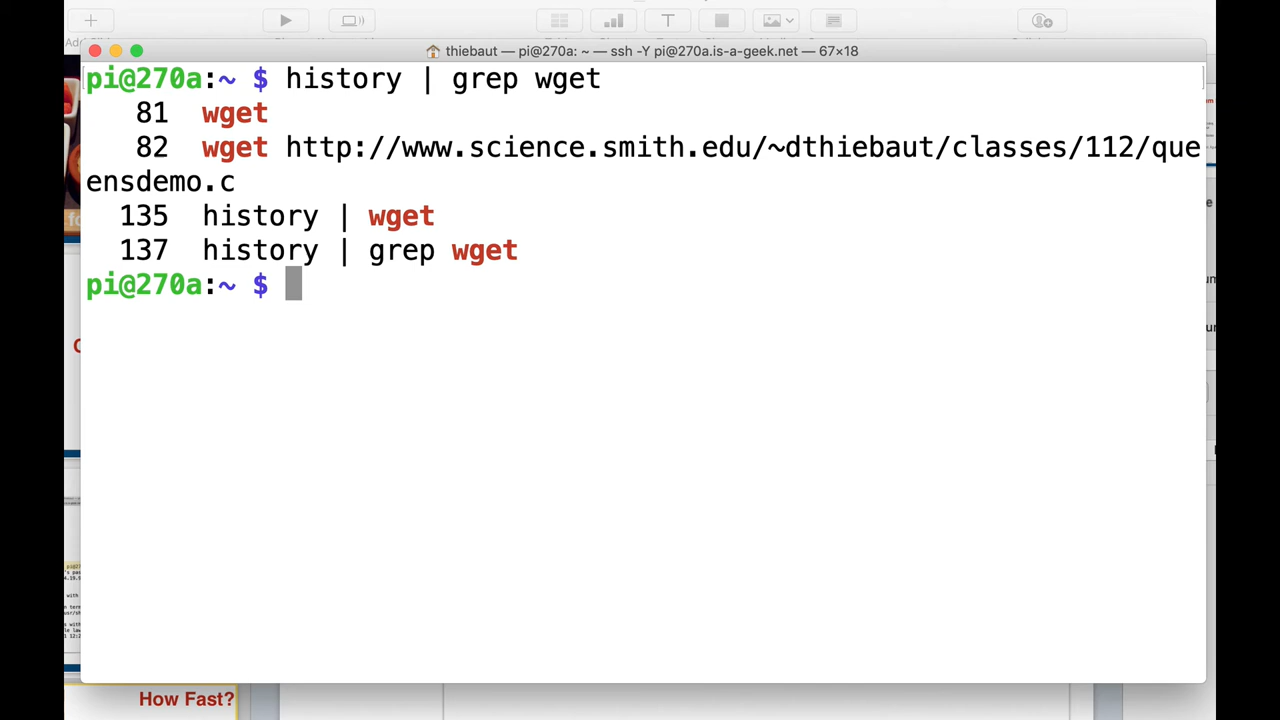 thiebaut — pi@270a: ~ — ssh -Y pi@270a.is-a-geek.net — 67×18
pi@270a:~ $ history | grep wget
81 wget
82 wget http://www.science.smith.edu/~dthiebaut/classes/112/que
ensdemo.c
135 history | wget
137 history | grep wget
pi@270a:~ $
How Fast?